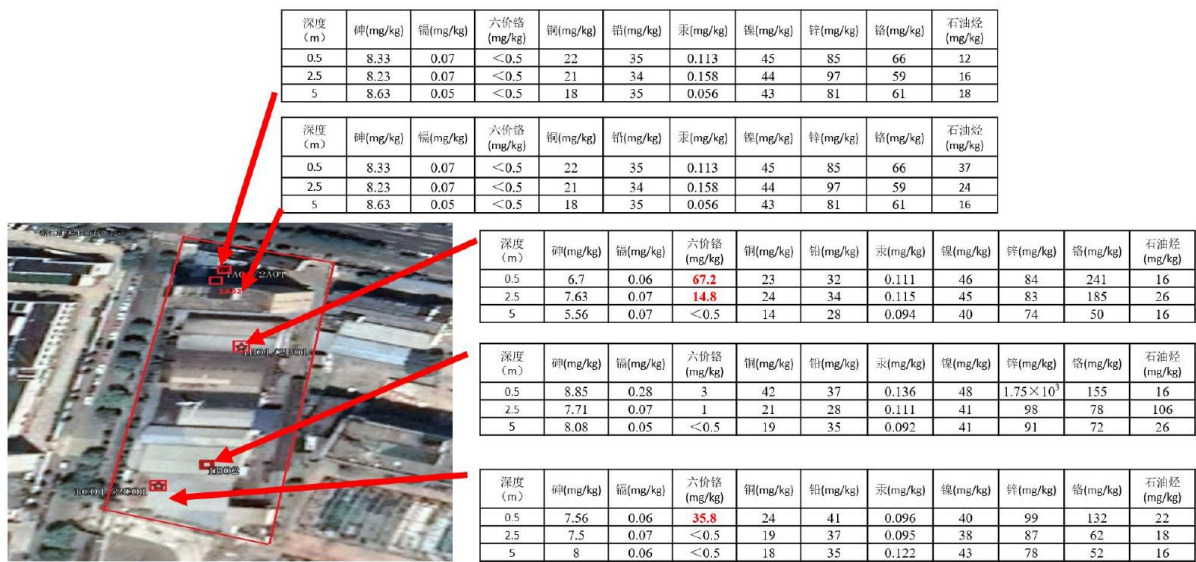 深度（m） 砷(mg/kg) 镉(mg/kg) 六价铬(mg/kg) 铜(mg/kg) 铅(mg/kg) 汞(mg/kg) 镍(mg/kg) 锌(mg/kg) 铬(mg/kg) 石油烃(mg/kg)
0.5 8.33 0.07 ＜0.5 22 35 0.113 45 85 66 12
2.5 8.23 0.07 ＜0.5 21 34 0.158 44 97 59 16
5 8.63 0.05 ＜0.5 18 35 0.056 43 81 61 18
深度（m） 砷(mg/kg) 镉(mg/kg) 六价铬(mg/kg) 铜(mg/kg) 铅(mg/kg) 汞(mg/kg) 镍(mg/kg) 锌(mg/kg) 铬(mg/kg) 石油烃(mg/kg)
0.5 8.33 0.07 ＜0.5 22 35 0.113 45 85 66 37
2.5 8.23 0.07 ＜0.5 21 34 0.158 44 97 59 24
5 8.63 0.05 ＜0.5 18 35 0.056 43 81 61 16
深度（m） 砷(mg/kg) 镉(mg/kg) 六价铬(mg/kg) 铜(mg/kg) 铅(mg/kg) 汞(mg/kg) 镍(mg/kg) 锌(mg/kg) 铬(mg/kg) 石油烃(mg/kg)
0.5 6.7 0.06 67.2 23 32 0.111 46 84 241 16
2.5 7.63 0.07 14.8 24 34 0.115 45 83 185 26
5 5.56 0.07 ＜0.5 14 28 0.094 40 74 50 16
深度（m） 砷(mg/kg) 镉(mg/kg) 六价铬(mg/kg) 铜(mg/kg) 铅(mg/kg) 汞(mg/kg) 镍(mg/kg) 锌(mg/kg) 铬(mg/kg) 石油烃(mg/kg)
0.5 8.85 0.28 3 42 37 0.136 48 1.75×10³ 155 16
2.5 7.71 0.07 1 21 28 0.111 41 98 78 106
5 8.08 0.05 ＜0.5 19 35 0.092 41 91 72 26
深度（m） 砷(mg/kg) 镉(mg/kg) 六价铬(mg/kg) 铜(mg/kg) 铅(mg/kg) 汞(mg/kg) 镍(mg/kg) 锌(mg/kg) 铬(mg/kg) 石油烃(mg/kg)
0.5 7.56 0.06 35.8 24 41 0.096 40 99 132 22
2.5 7.5 0.07 ＜0.5 19 37 0.095 38 87 62 18
5 8 0.06 ＜0.5 18 35 0.122 43 78 52 16
1B02
1C01/2C01